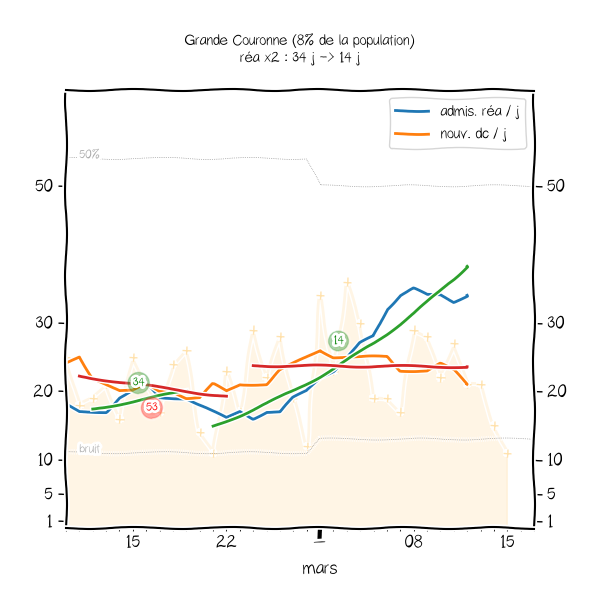 Grande Couronne (8% de la population)
réa x2 : 34 j -> 14 j
admis. réa / j
nouv. dc / j
50%
50 50
30 30
14
34
53
20 20
bruit
10 10
5 5
1 1
15 22 1 08 15
mars